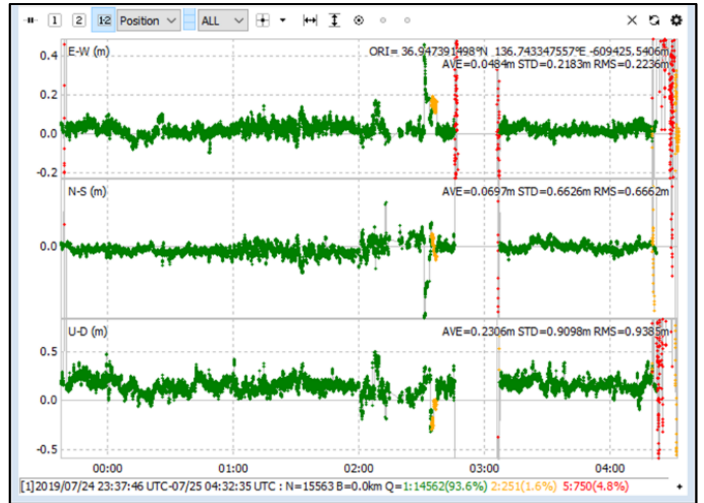 1 2 1-2 Position ALL
E-W (m)
ORI= 36.947391498°N 136.743347557°E -609425.5406m
AVE=0.0484m STD=0.2183m RMS=0.2236m
0.4
0.2
0.0
-0.2
N-S (m)
AVE=0.0697m STD=0.6626m RMS=0.6662m
0.0
U-D (m)
AVE=0.2306m STD=0.9098m RMS=0.9385m
0.5
0.0
-0.5
00:00 01:00 02:00 03:00 04:00
[1]2019/07/24 23:37:46 UTC-07/25 04:32:35 UTC : N=15563 B=0.0km Q=1:14562(93.6%) 2:251(1.6%) 5:750(4.8%)